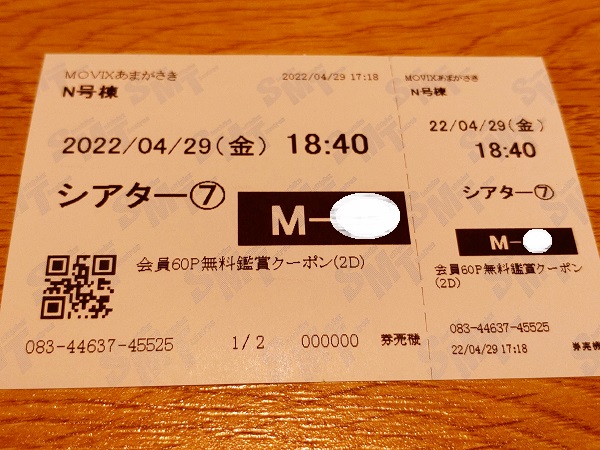 MOVIXあまがさき
2022/04/29 17:18
N号棟
2022/04/29(金) 18:40
シアター⑦
M-
会員60P無料鑑賞クーポン(2D)
083-44637-45525
1/2
000000
券売機
MOVIXあまがさき
N号棟
22/04/29(金)
18:40
シアター⑦
M-
会員60P無料鑑賞クーポン
(2D)
083-44637-45525
22/04/29 17:18
券売機